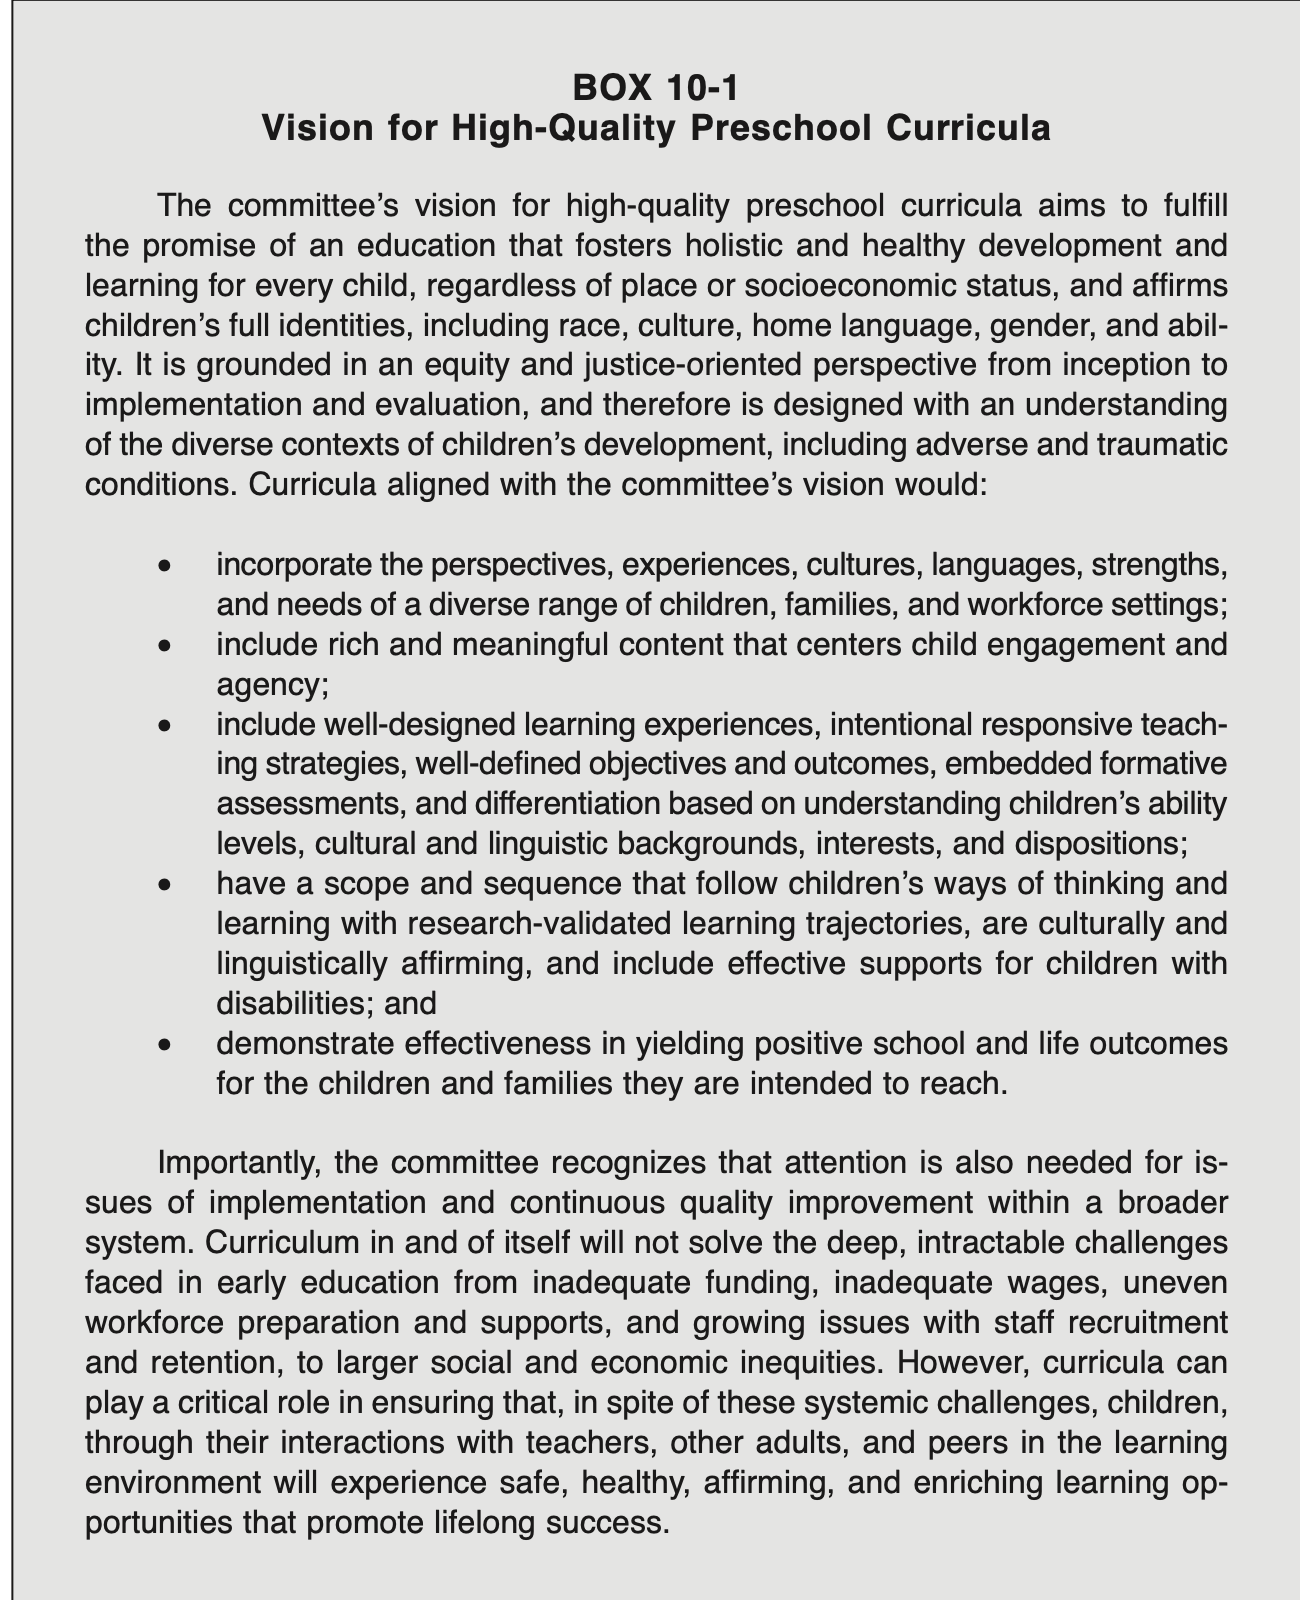 BOX 10-1
Vision for High-Quality Preschool Curricula
The committee’s vision for high-quality preschool curricula aims to fulfill
the promise of an education that fosters holistic and healthy development and
learning for every child, regardless of place or socioeconomic status, and affirms
children’s full identities, including race, culture, home language, gender, and abil-
ity. It is grounded in an equity and justice-oriented perspective from inception to
implementation and evaluation, and therefore is designed with an understanding
of the diverse contexts of children’s development, including adverse and traumatic
conditions. Curricula aligned with the committee’s vision would:
• incorporate the perspectives, experiences, cultures, languages, strengths,
and needs of a diverse range of children, families, and workforce settings;
• include rich and meaningful content that centers child engagement and
agency;
• include well-designed learning experiences, intentional responsive teach-
ing strategies, well-defined objectives and outcomes, embedded formative
assessments, and differentiation based on understanding children’s ability
levels, cultural and linguistic backgrounds, interests, and dispositions;
• have a scope and sequence that follow children’s ways of thinking and
learning with research-validated learning trajectories, are culturally and
linguistically affirming, and include effective supports for children with
disabilities; and
• demonstrate effectiveness in yielding positive school and life outcomes
for the children and families they are intended to reach.
Importantly, the committee recognizes that attention is also needed for is-
sues of implementation and continuous quality improvement within a broader
system. Curriculum in and of itself will not solve the deep, intractable challenges
faced in early education from inadequate funding, inadequate wages, uneven
workforce preparation and supports, and growing issues with staff recruitment
and retention, to larger social and economic inequities. However, curricula can
play a critical role in ensuring that, in spite of these systemic challenges, children,
through their interactions with teachers, other adults, and peers in the learning
environment will experience safe, healthy, affirming, and enriching learning op-
portunities that promote lifelong success.